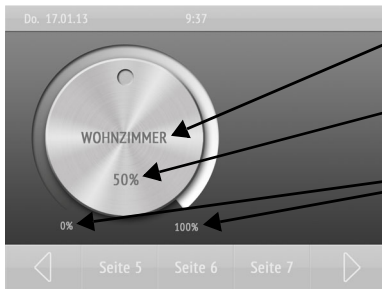 Do. 17.01.13 9:37
WOHNZIMMER
50%
0% 100%
Seite 5 Seite 6 Seite 7